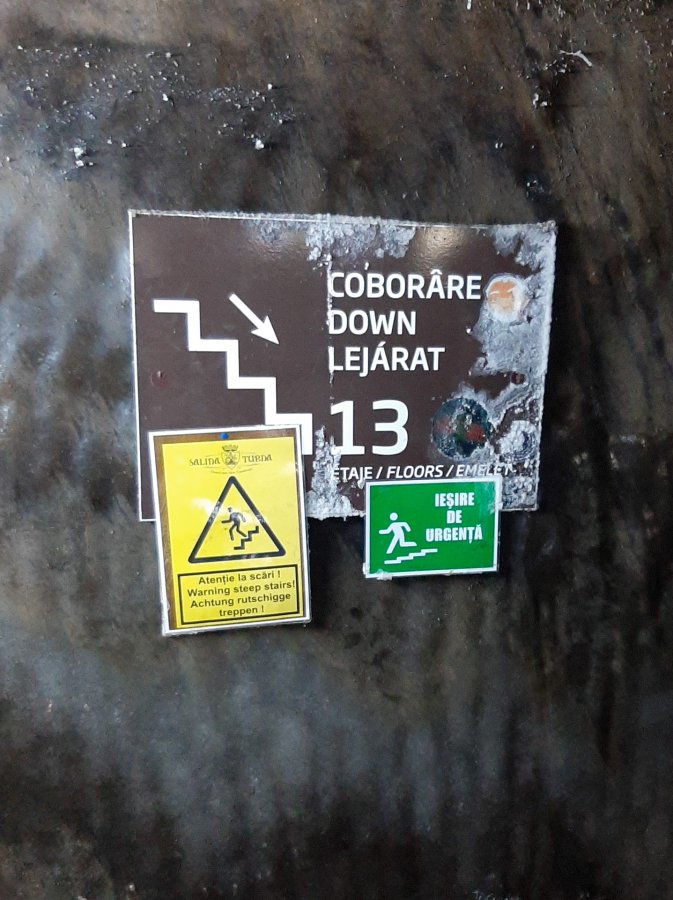 COBORÂRE
DOWN
LEJÁRAT
13
ETAJE / FLOORS / EMELET
SALINA TURDA
Atenție la scări !
Warning steep stairs!
Achtung rutschigge
treppen !
IEȘIRE
DE
URGENȚĂ